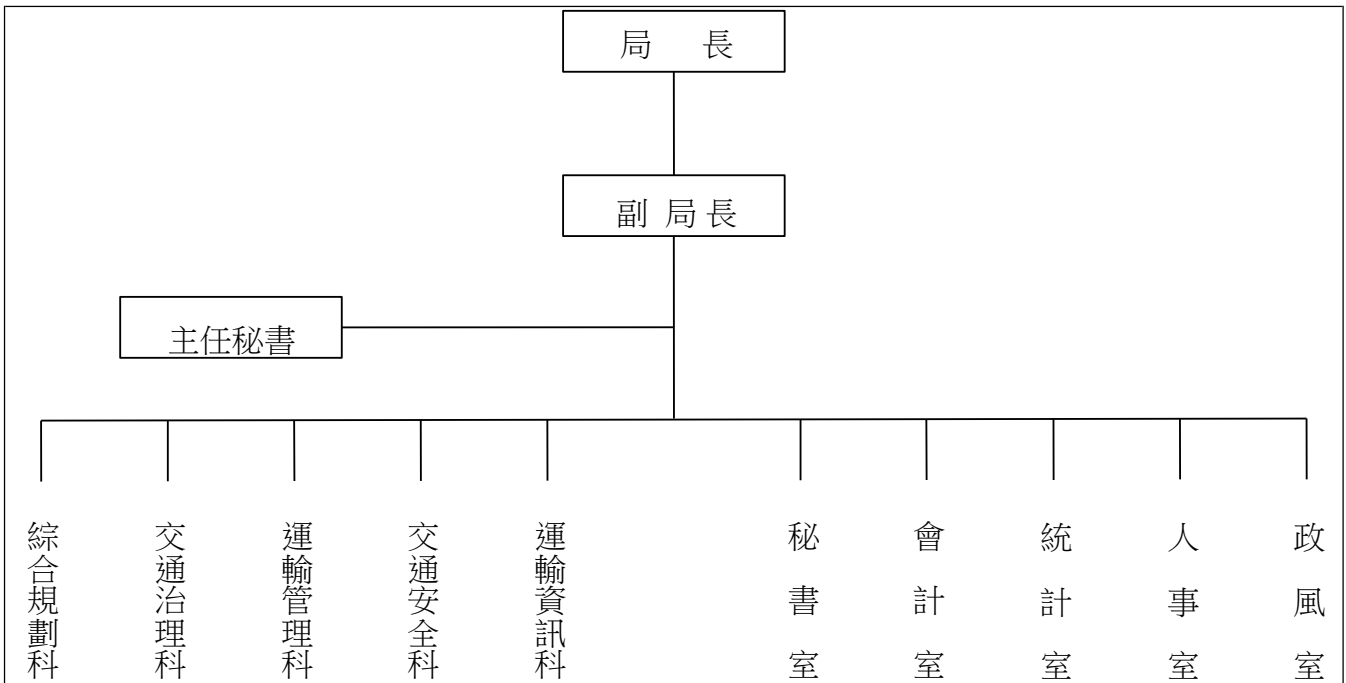 局 長
副 局 長
主任秘書
綜合規劃科
交通治理科
運輸管理科
交通安全科
運輸資訊科
秘書室
會計室
統計室
人事室
政風室